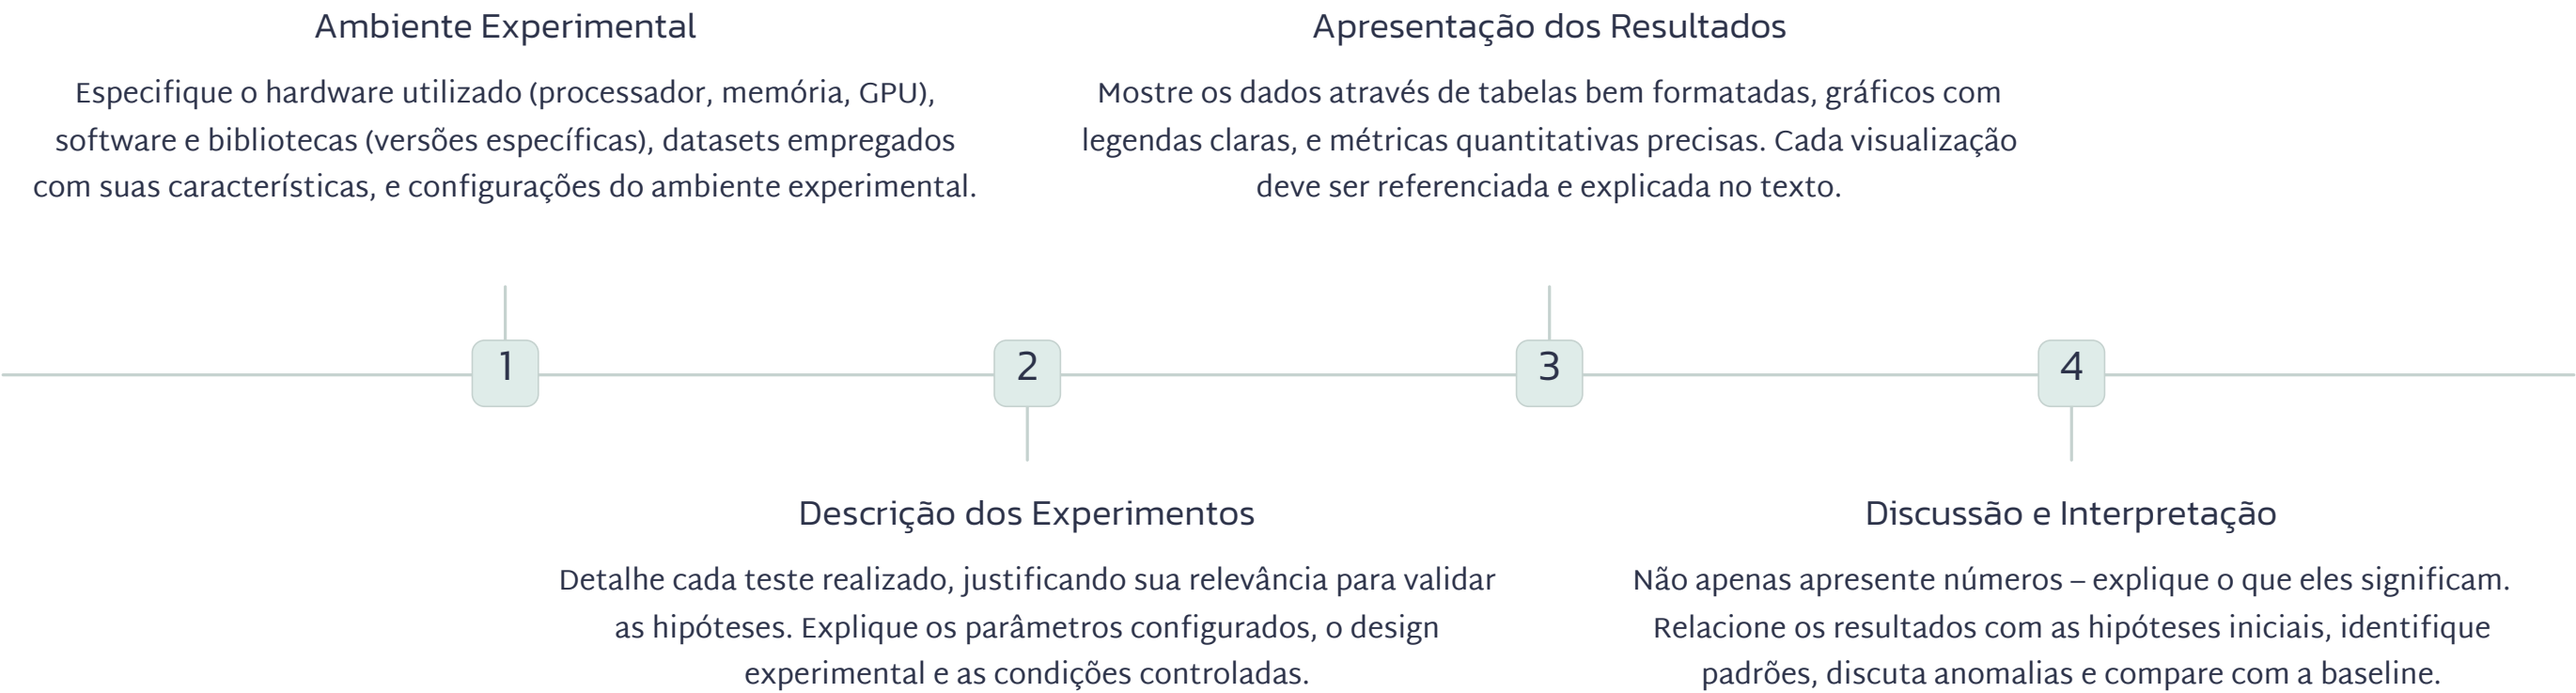 Ambiente Experimental
Especifique o hardware utilizado (processador, memória, GPU),
software e bibliotecas (versões específicas), datasets empregados
com suas características, e configurações do ambiente experimental.
Apresentação dos Resultados
Mostre os dados através de tabelas bem formatadas, gráficos com
legendas claras, e métricas quantitativas precisas. Cada visualização
deve ser referenciada e explicada no texto.
1
2
3
4
Descrição dos Experimentos
Detalhe cada teste realizado, justificando sua relevância para validar
as hipóteses. Explique os parâmetros configurados, o design
experimental e as condições controladas.
Discussão e Interpretação
Não apenas apresente números – explique o que eles significam.
Relacione os resultados com as hipóteses iniciais, identifique
padrões, discuta anomalias e compare com a baseline.